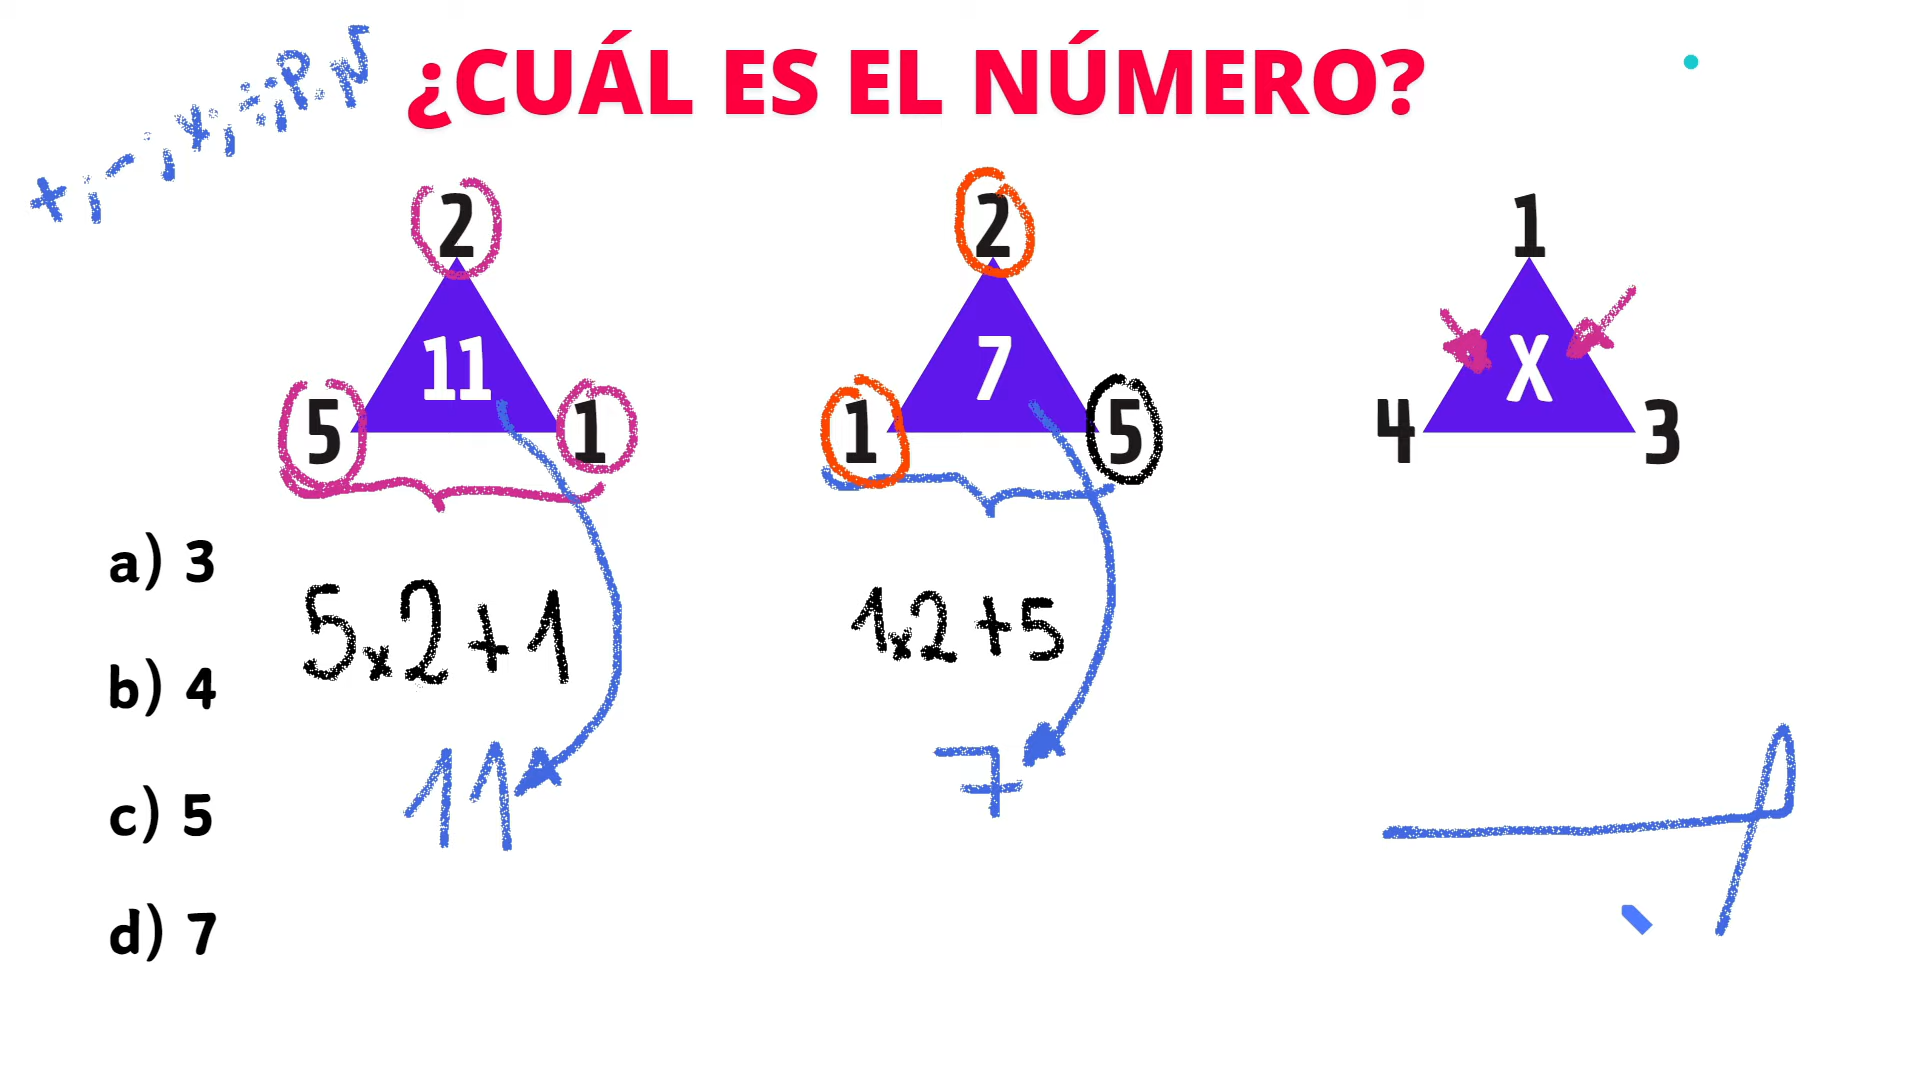 ¿CUÁL ES EL NÚMERO?
+ ; - ; x ; ÷ ; P. √
2
11
5 1
2
7
1 5
1
X
4 3
a) 3
b) 4
c) 5
d) 7
5x2+1
11
1x2+5
7